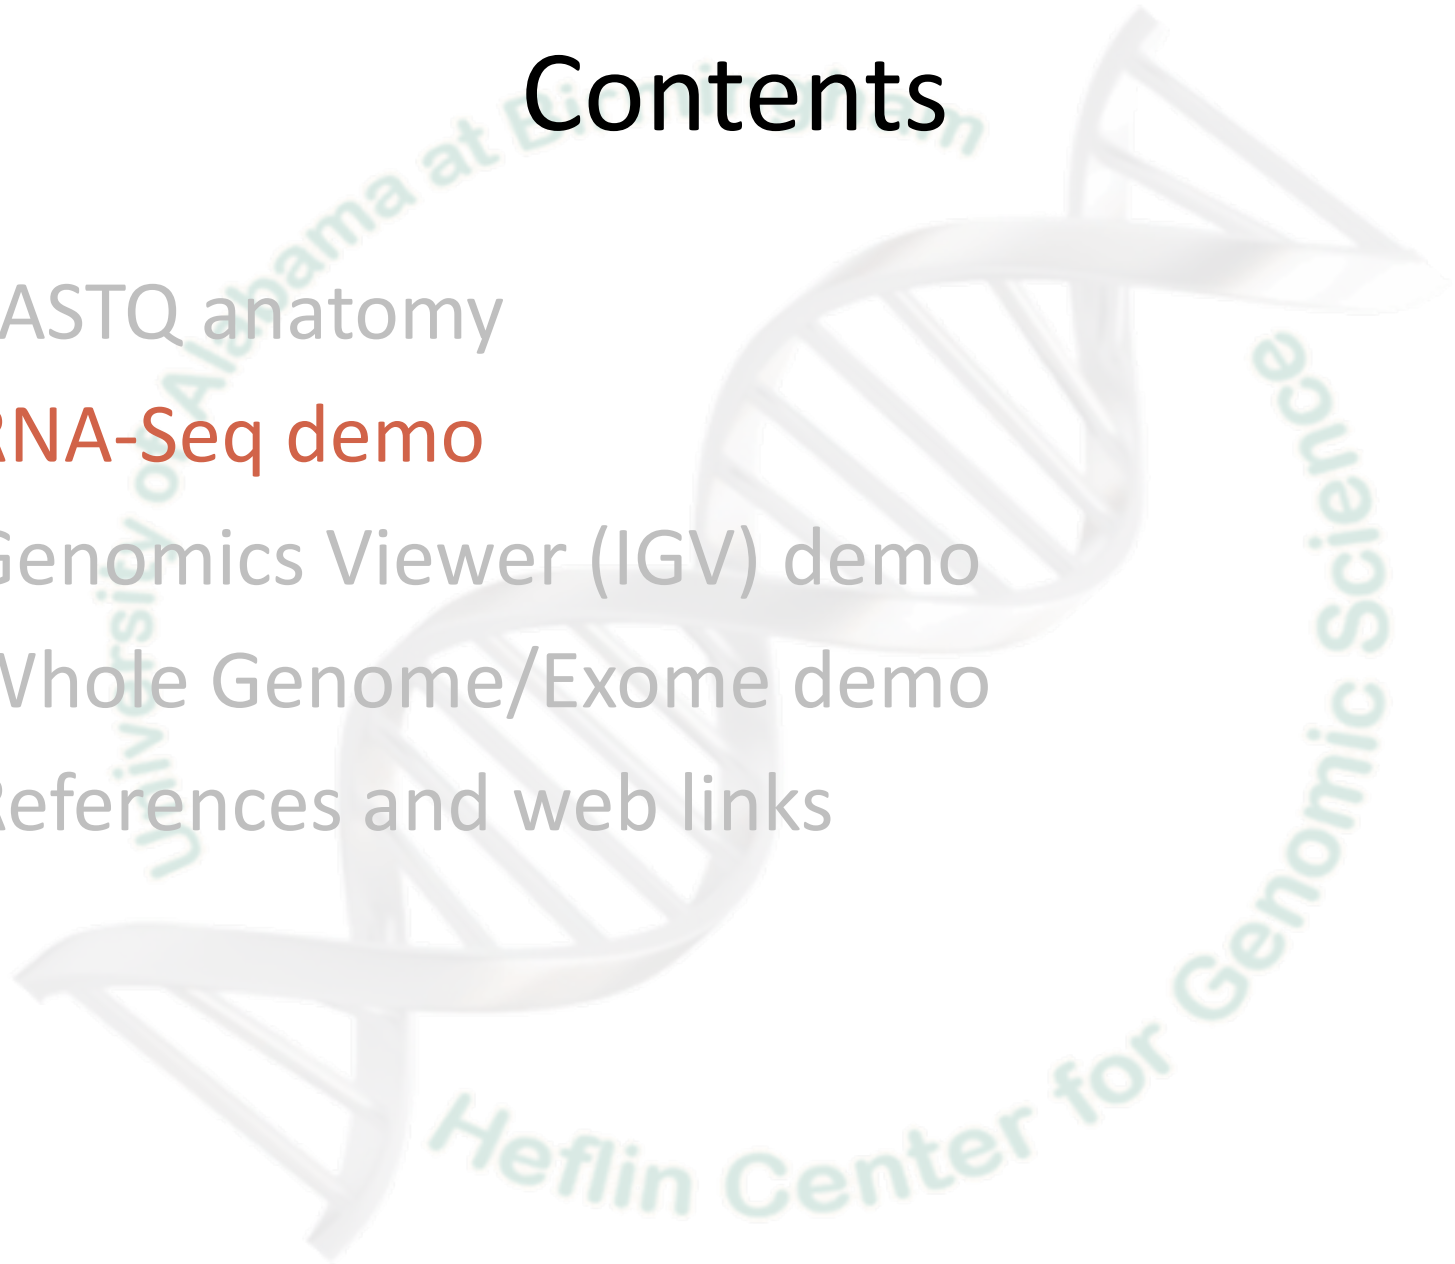 Contents
ASTQ anatomy
RNA-Seq demo
Genomics Viewer (IGV) demo
Whole Genome/Exome demo
References and web links
University of Alabama at Birmingham
Heflin Center for Genomic Science